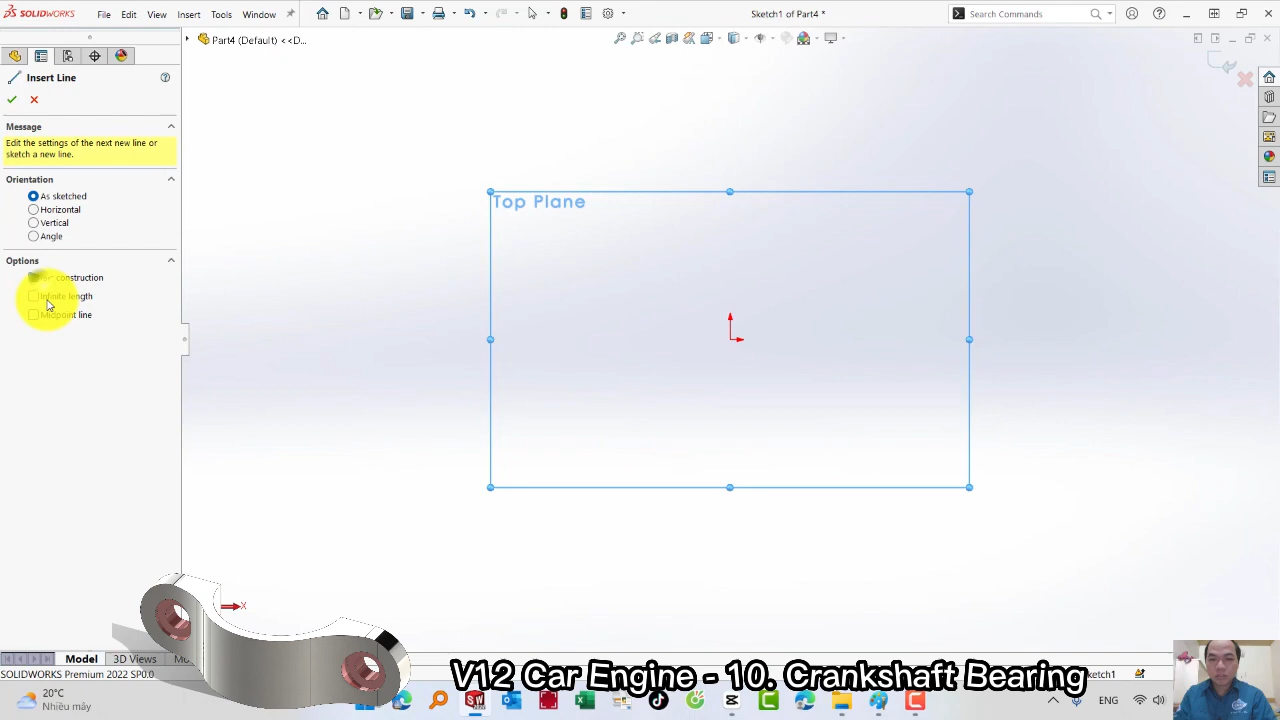 SOLIDWORKS File Edit View Insert Tools Window Sketch1 of Part4 * Search Commands
Part4 (Default) <<D...
Insert Line
Message
Edit the settings of the next new line or
sketch a new line.
Orientation
As sketched
Horizontal
Vertical
Angle
Options
construction
Infinite length
Midpoint line
Top Plane
X
Model 3D Views Mo
SOLIDWORKS Premium 2022 SP0.0
V12 Car Engine - 10. Crankshaft Bearing
20°C
Nhiều mây
ENG